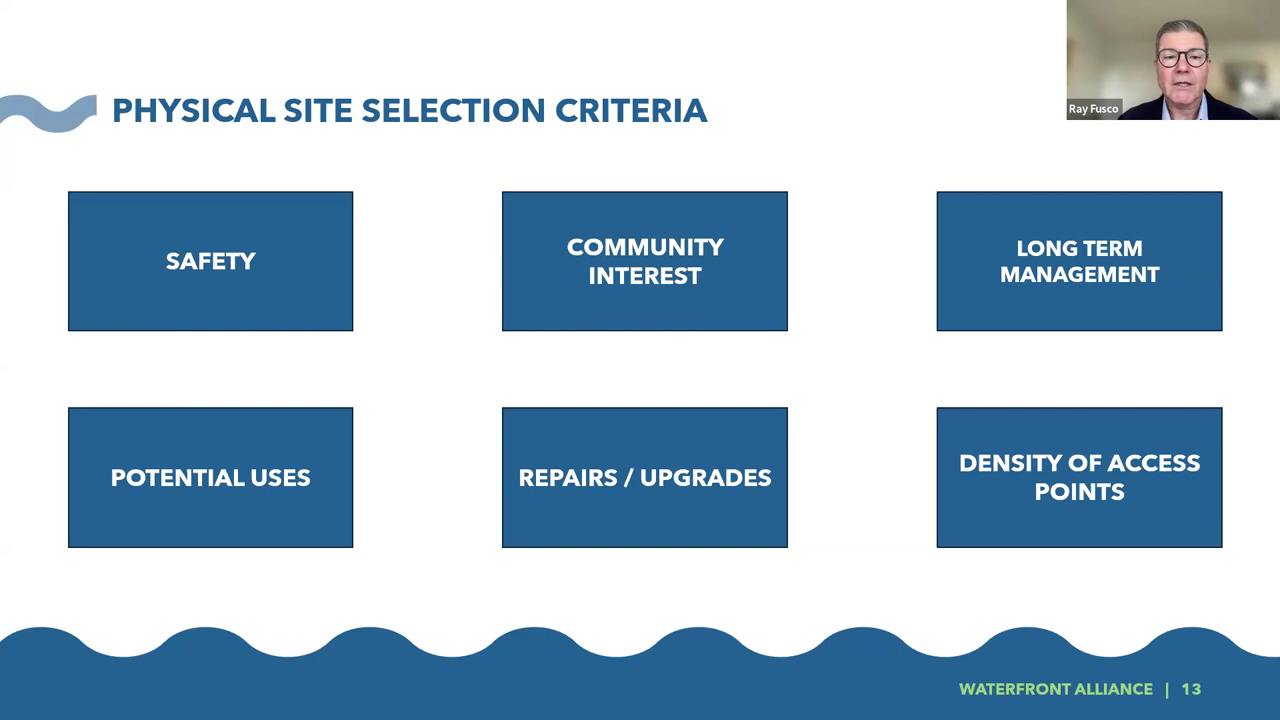 Ray Fusco
PHYSICAL SITE SELECTION CRITERIA
SAFETY
COMMUNITY
INTEREST
LONG TERM
MANAGEMENT
POTENTIAL USES
REPAIRS / UPGRADES
DENSITY OF ACCESS
POINTS
WATERFRONT ALLIANCE | 13